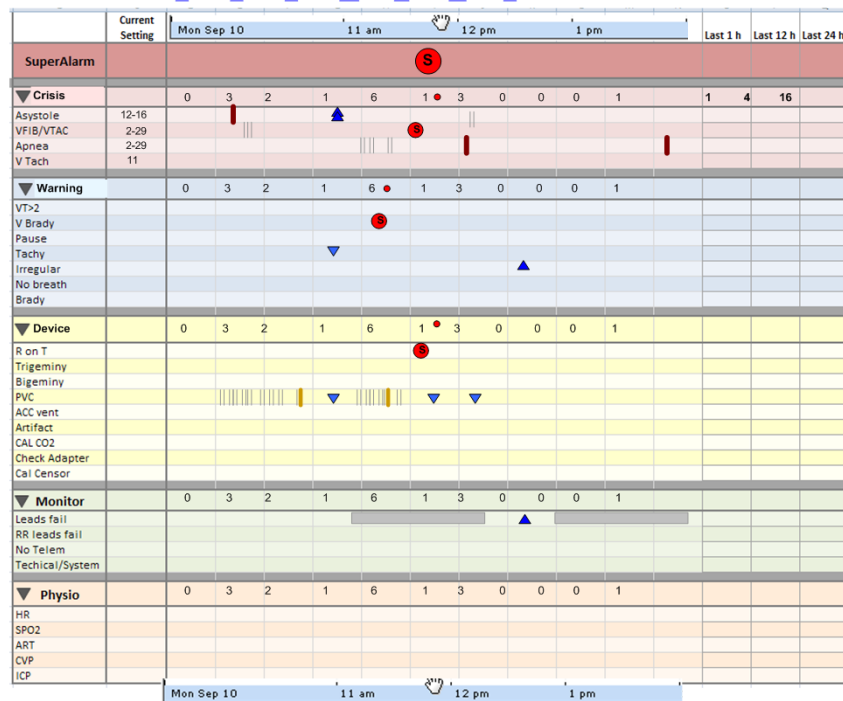 Current Setting
Mon Sep 10 11 am 12 pm 1 pm
Last 1 h Last 12 h Last 24 h
SuperAlarm S
Crisis 0 3 2 1 6 1 3 0 0 0 1 1 4 16
Asystole 12-16
VFIB/VTAC 2-29 S
Apnea 2-29
V Tach 11
Warning 0 3 2 1 6 1 3 0 0 0 1
VT>2
V Brady S
Pause
Tachy
Irregular
No breath
Brady
Device 0 3 2 1 6 1 3 0 0 0 1
R on T S
Trigeminy
Bigeminy
PVC
ACC vent
Artifact
CAL CO2
Check Adapter
Cal Censor
Monitor 0 3 2 1 6 1 3 0 0 0 1
Leads fail
RR leads fail
No Telem
Techical/System
Physio 0 3 2 1 6 1 3 0 0 0 1
HR
SPO2
ART
CVP
ICP
Mon Sep 10 11 am 12 pm 1 pm